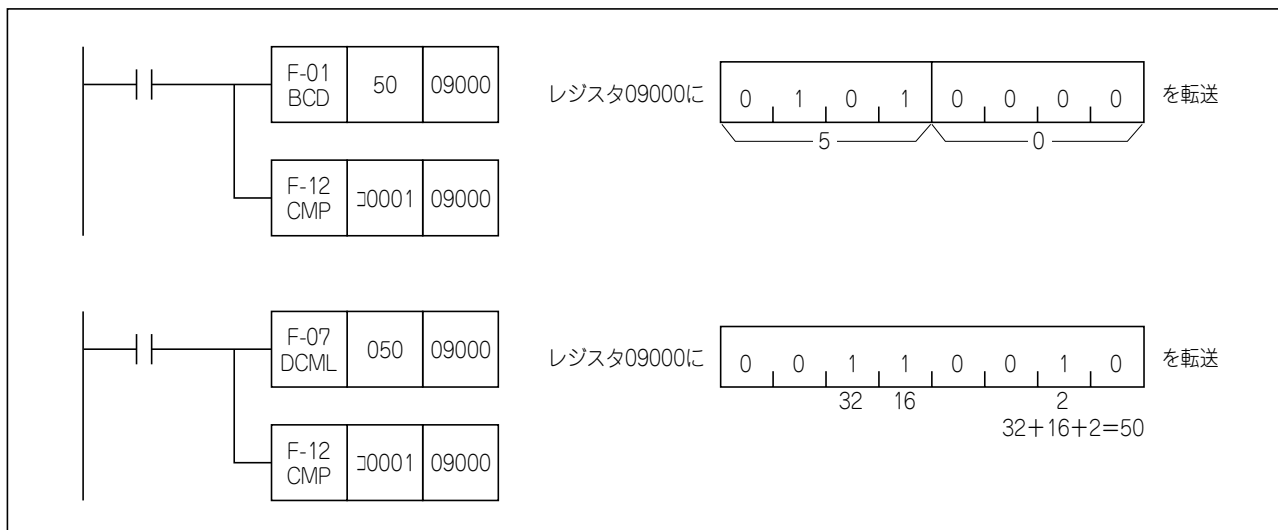 F-01 BCD 50 09000 レジスタ09000に 0 1 0 1 0 0 0 0 を転送
5 0
F-12 CMP コ0001 09000
F-07 DCML 050 09000 レジスタ09000に 0 0 1 1 0 0 1 0 を転送
32 16 2
32+16+2=50
F-12 CMP コ0001 09000